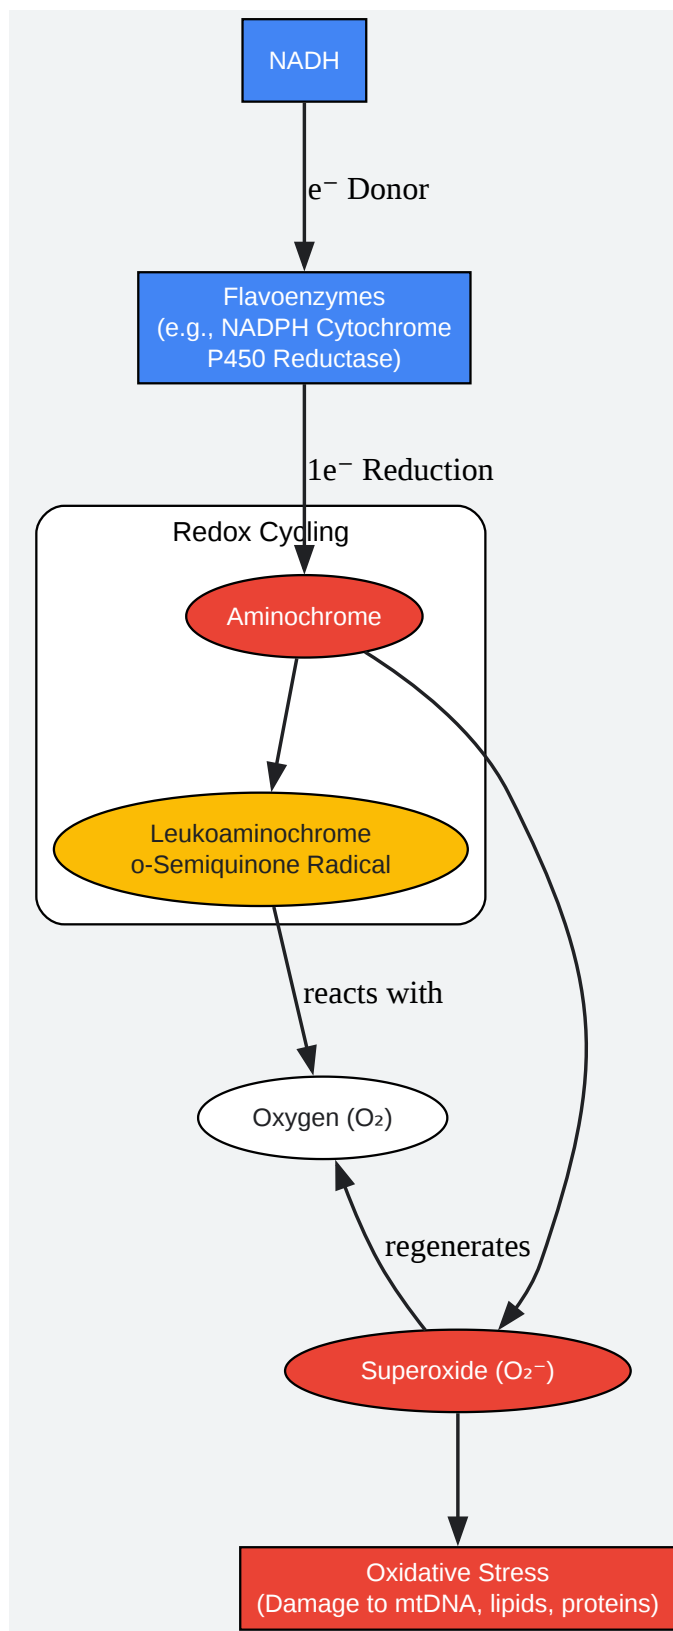 NADH
e⁻ Donor
Flavoenzymes
(e.g., NADPH Cytochrome
P450 Reductase)
1e⁻ Reduction
Redox Cycling
Aminochrome
Leukoaminochrome
o-Semiquinone Radical
reacts with
Oxygen (O₂)
regenerates
Superoxide (O₂⁻)
Oxidative Stress
(Damage to mtDNA, lipids, proteins)